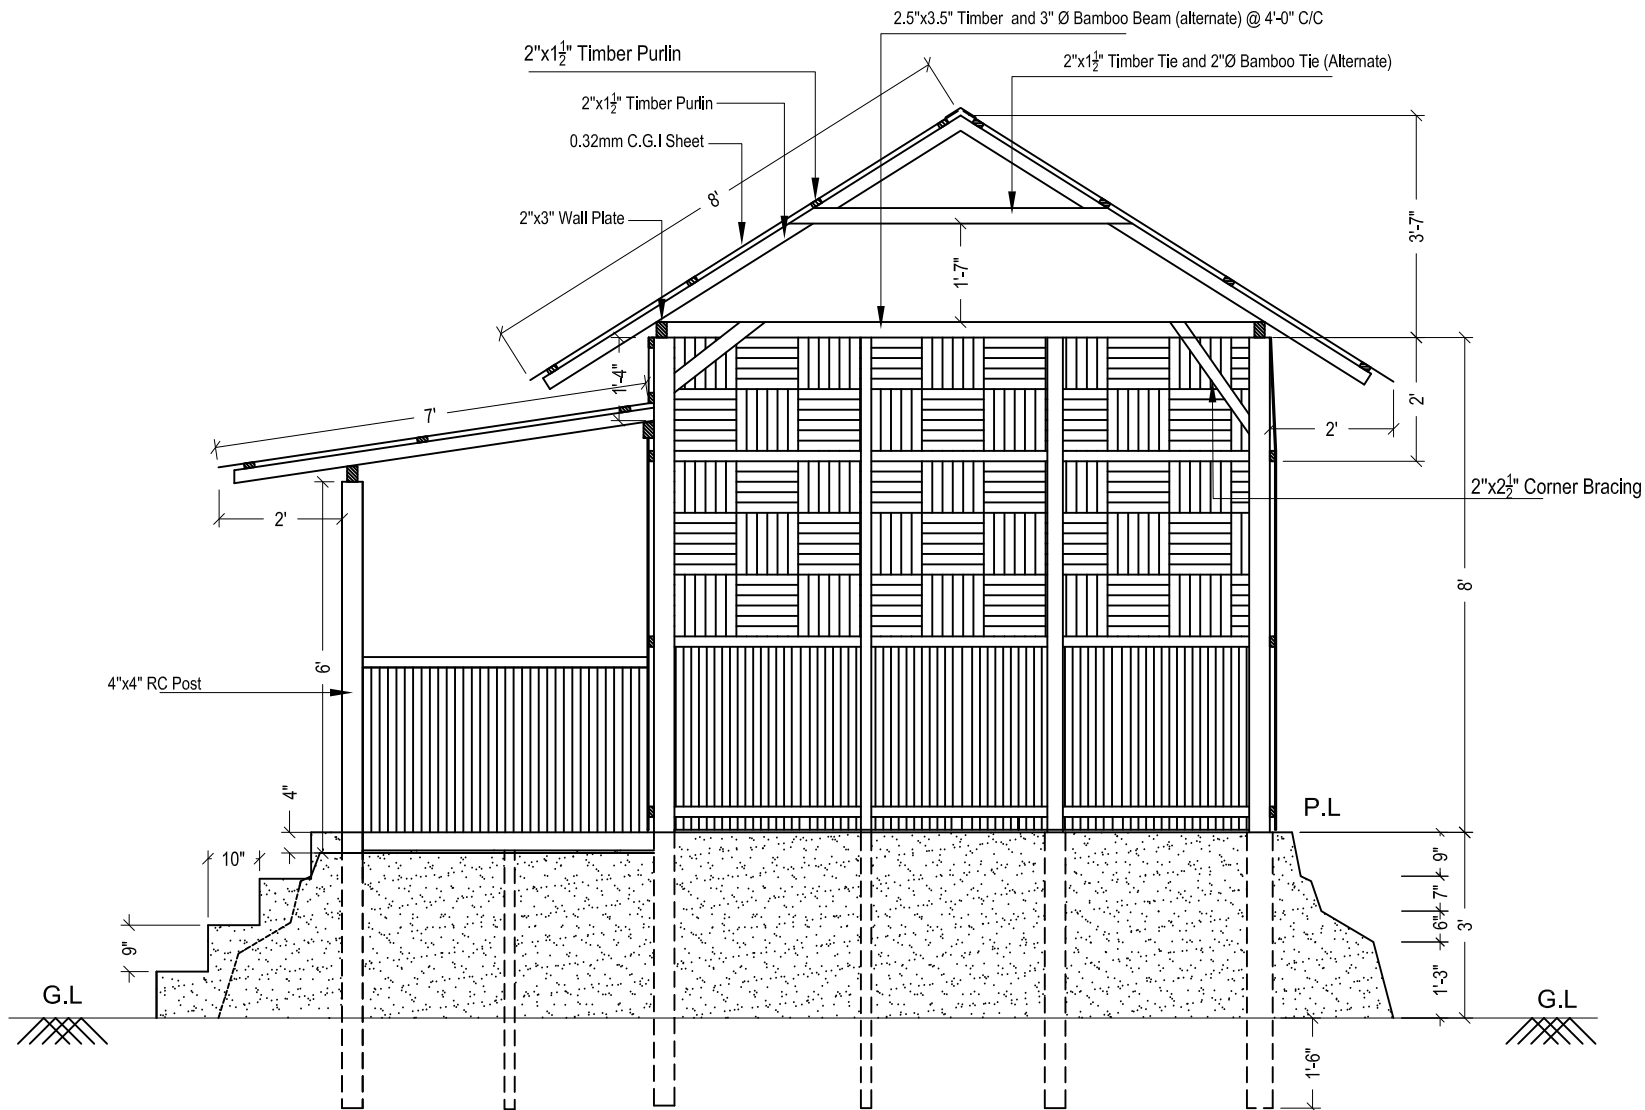 2.5"x3.5" Timber and 3" Ø Bamboo Beam (alternate) @ 4'-0" C/C
2"x1½" Timber Purlin
2"x1½" Timber Tie and 2"Ø Bamboo Tie (Alternate)
2"x1½" Timber Purlin
0.32mm C.G.I Sheet
8'
2"x3" Wall Plate
3'-7"
1'-7"
1'-4"
7'
2'
2'
2"x2½" Corner Bracing
2'
8'
6'
4"x4" RC Post
4"
P.L
10"
9"
7"
6"
3'
9"
1'-3"
G.L
G.L
1'-6"